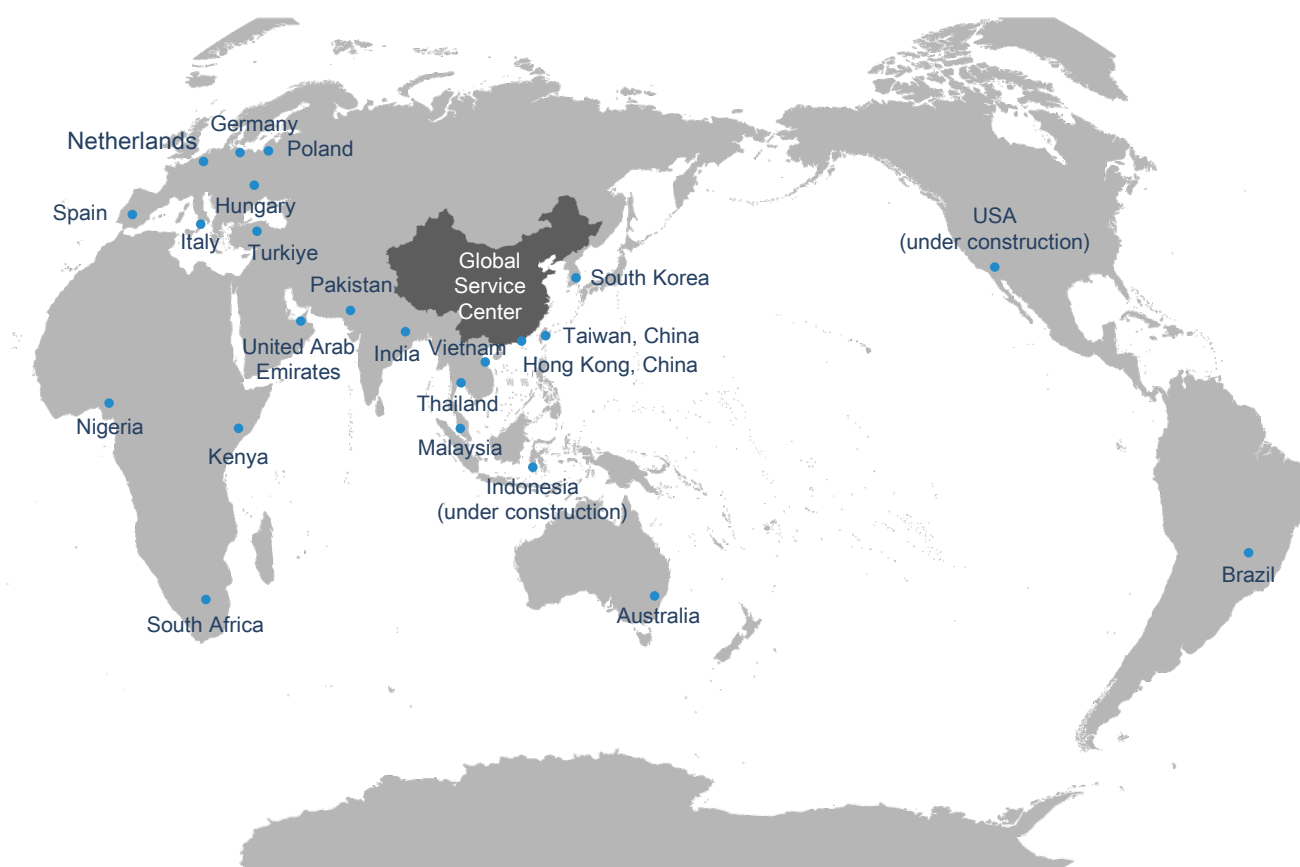 Germany
Netherlands
Poland
Spain
Hungary
Italy
Turkiye
USA
(under construction)
Global
Service
Center
South Korea
Pakistan
Taiwan, China
United Arab
Emirates
India
Vietnam
Hong Kong, China
Thailand
Nigeria
Kenya
Malaysia
Indonesia
(under construction)
Brazil
South Africa
Australia